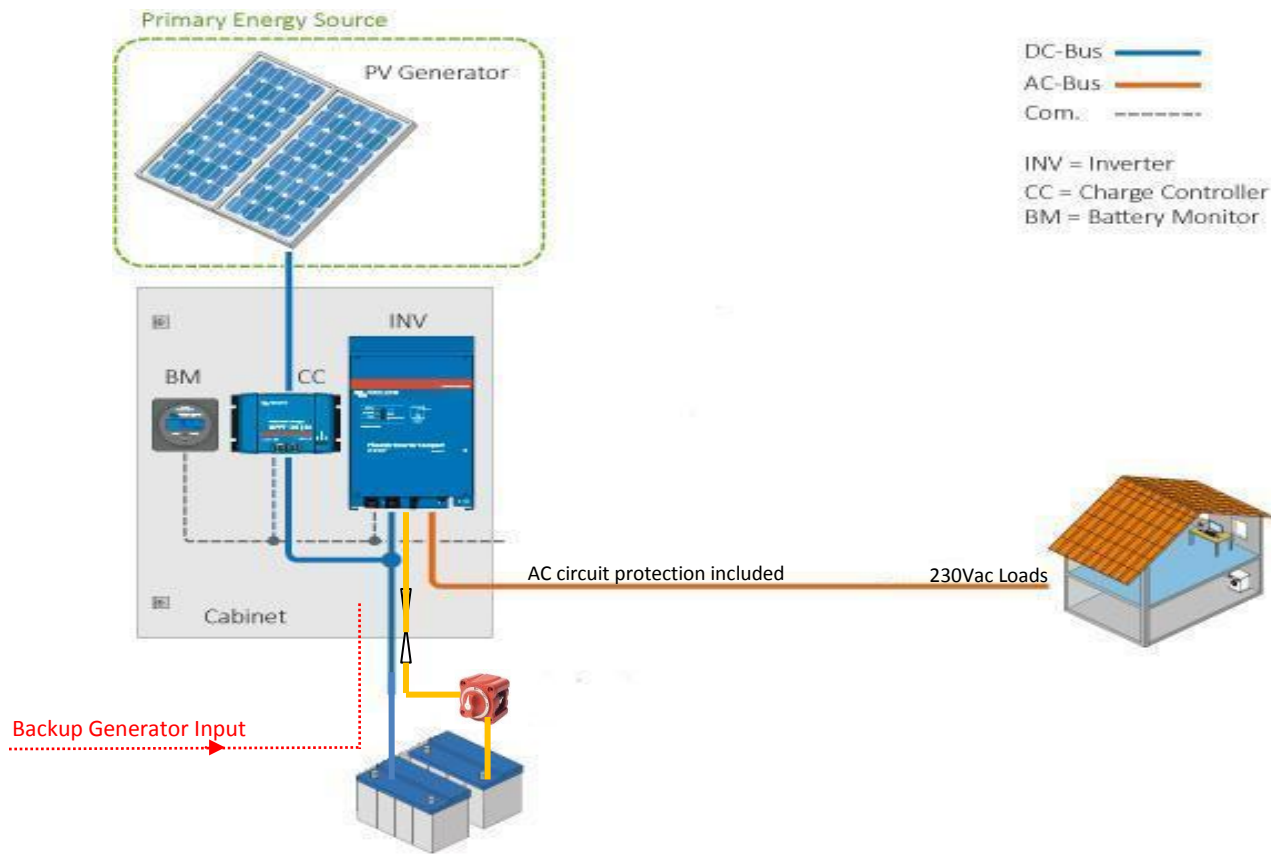 Primary Energy Source
PV Generator
DC-Bus
AC-Bus
Com.
INV = Inverter
CC = Charge Controller
BM = Battery Monitor
INV
BM
CC
AC circuit protection included
230Vac Loads
Cabinet
Backup Generator Input